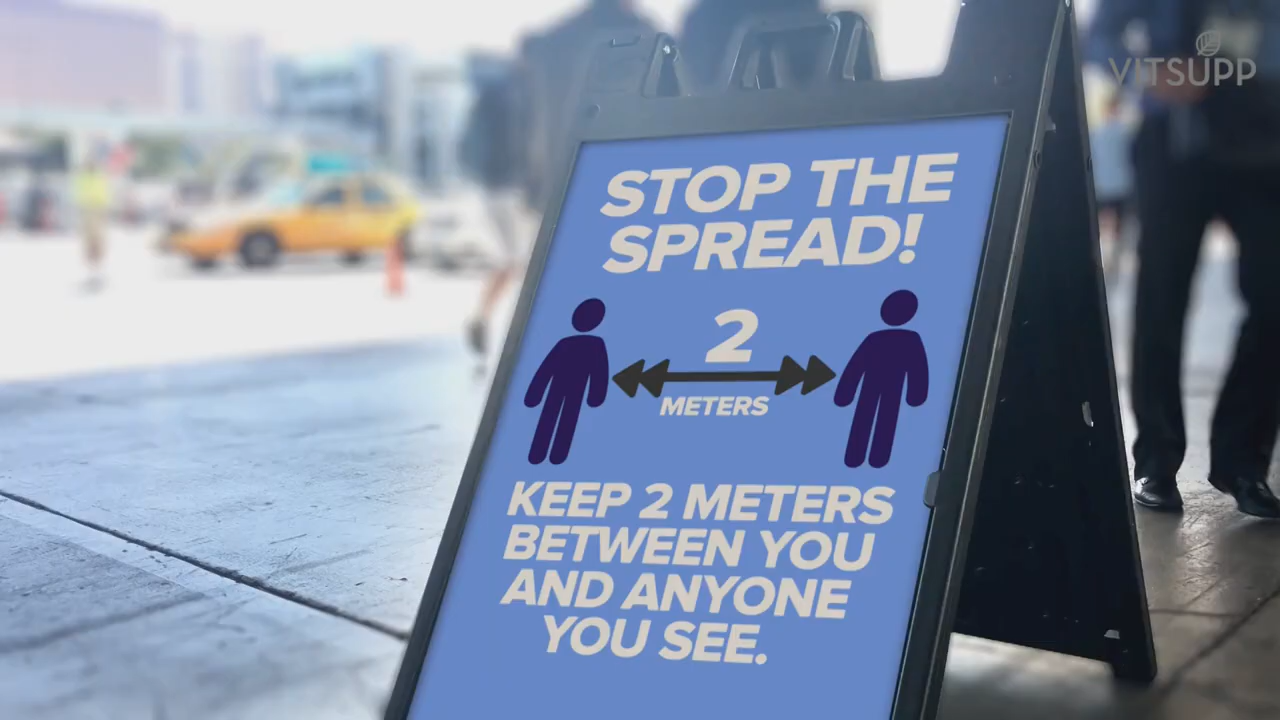 VITSUPP
STOP THE
SPREAD!
2
METERS
KEEP 2 METERS
BETWEEN YOU
AND ANYONE
YOU SEE.